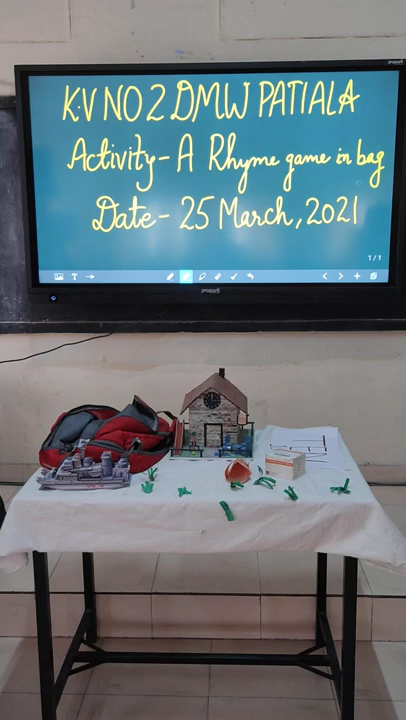 K.V NO 2 DMW PATIALA
Activity- A Rhyme game in bag
Date- 25 March, 2021
1/1